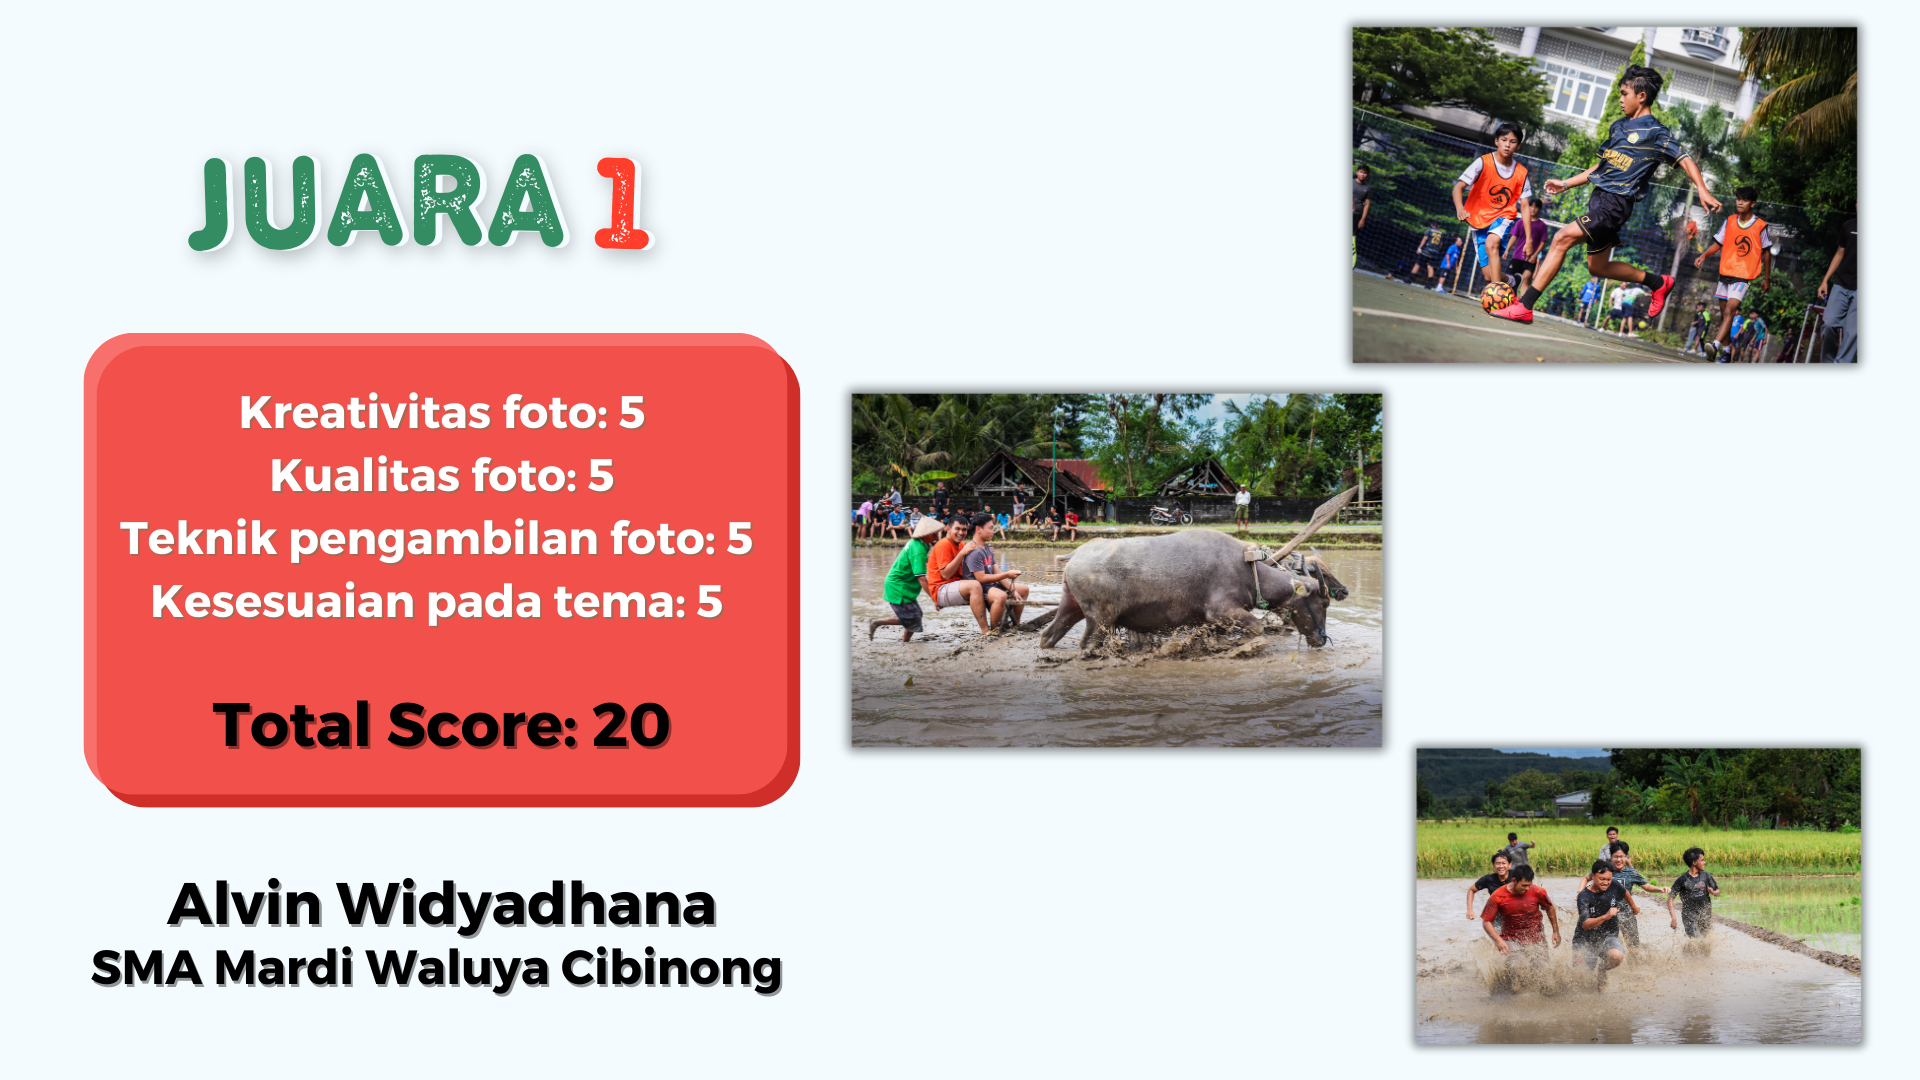 JUARA 1
Kreativitas foto: 5
Kualitas foto: 5
Teknik pengambilan foto: 5
Kesesuaian pada tema: 5
Total Score: 20
Alvin Widyadhana
SMA Mardi Waluya Cibinong